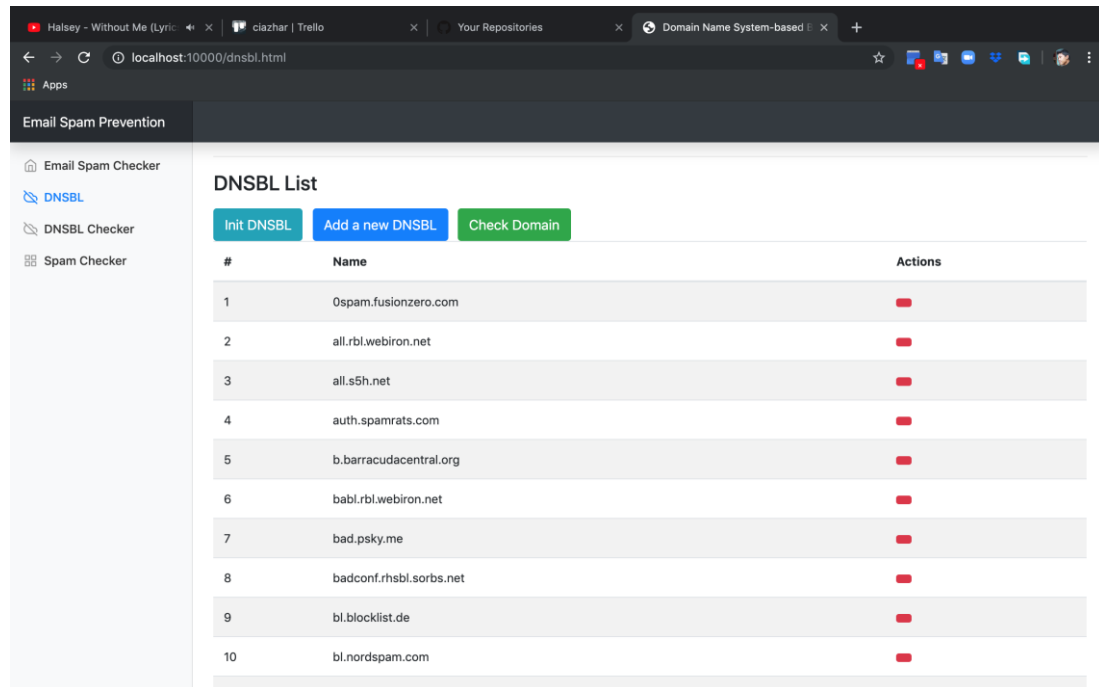 Halsey - Without Me (Lyric
ciazhar | Trello
Your Repositories
Domain Name System-based B
localhost:10000/dnsbl.html
Apps
Email Spam Prevention
Email Spam Checker
DNSBL
DNSBL Checker
Spam Checker
DNSBL List
Init DNSBL
Add a new DNSBL
Check Domain
# Name Actions
1 0spam.fusionzero.com
2 all.rbl.webiron.net
3 all.s5h.net
4 auth.spamrats.com
5 b.barracudacentral.org
6 babl.rbl.webiron.net
7 bad.psky.me
8 badconf.rhsbl.sorbs.net
9 bl.blocklist.de
10 bl.nordspam.com